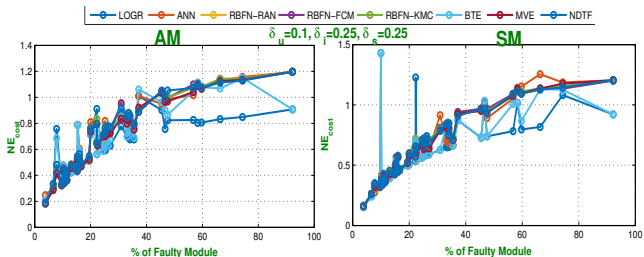 LOGR ANN RBFN-RAN RBFN-FCM RBFN-KMC BTE MVE NDTF
AM δu=0.1,δi=0.25,δs=0.25 SM
NEcost
1.4
1.2
1
0.8
0.6
0.4
0.2
0
0 20 40 60 80 100
% of Faulty Module
NEcost
1.5
1
0.5
0
0 20 40 60 80 100
% of Faulty Module